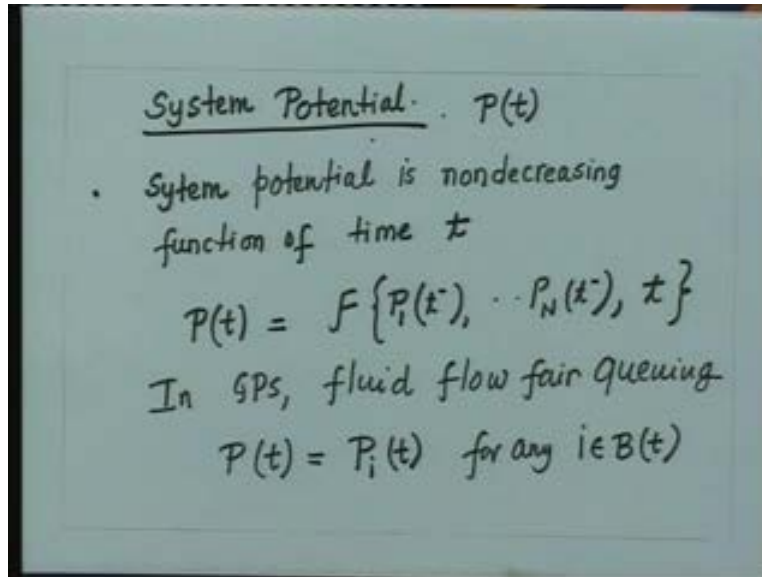 System Potential. . P(t)
. Sytem potential is nondecreasing
function of time t
P(t) = F {P₁(t⁻), ·· P_N(t⁻), t}
In GPS, fluid flow fair queuing
P(t) = Pᵢ(t) for any i∈B(t)